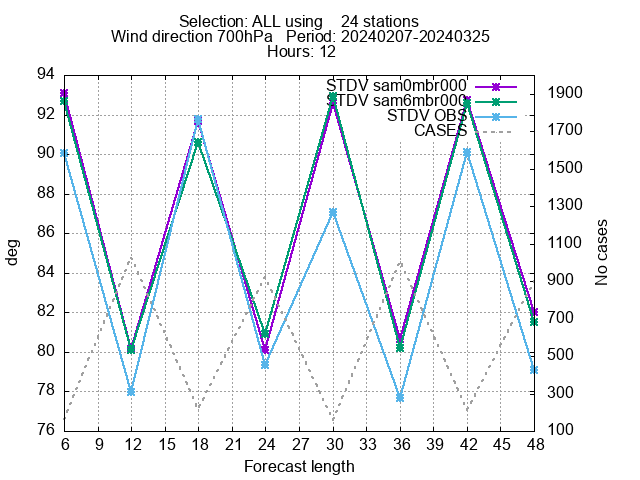 Selection: ALL using    24 stations
Wind direction 700hPa   Period: 20240207-20240325
Hours: 12
STDV sam0mbr000
STDV sam6mbr000
STDV OBS
CASES
94
92
90
88
86
84
82
80
78
76
deg
1900
1700
1500
1300
1100
900
700
500
300
100
No cases
6 9 12 15 18 21 24 27 30 33 36 39 42 45 48
Forecast length